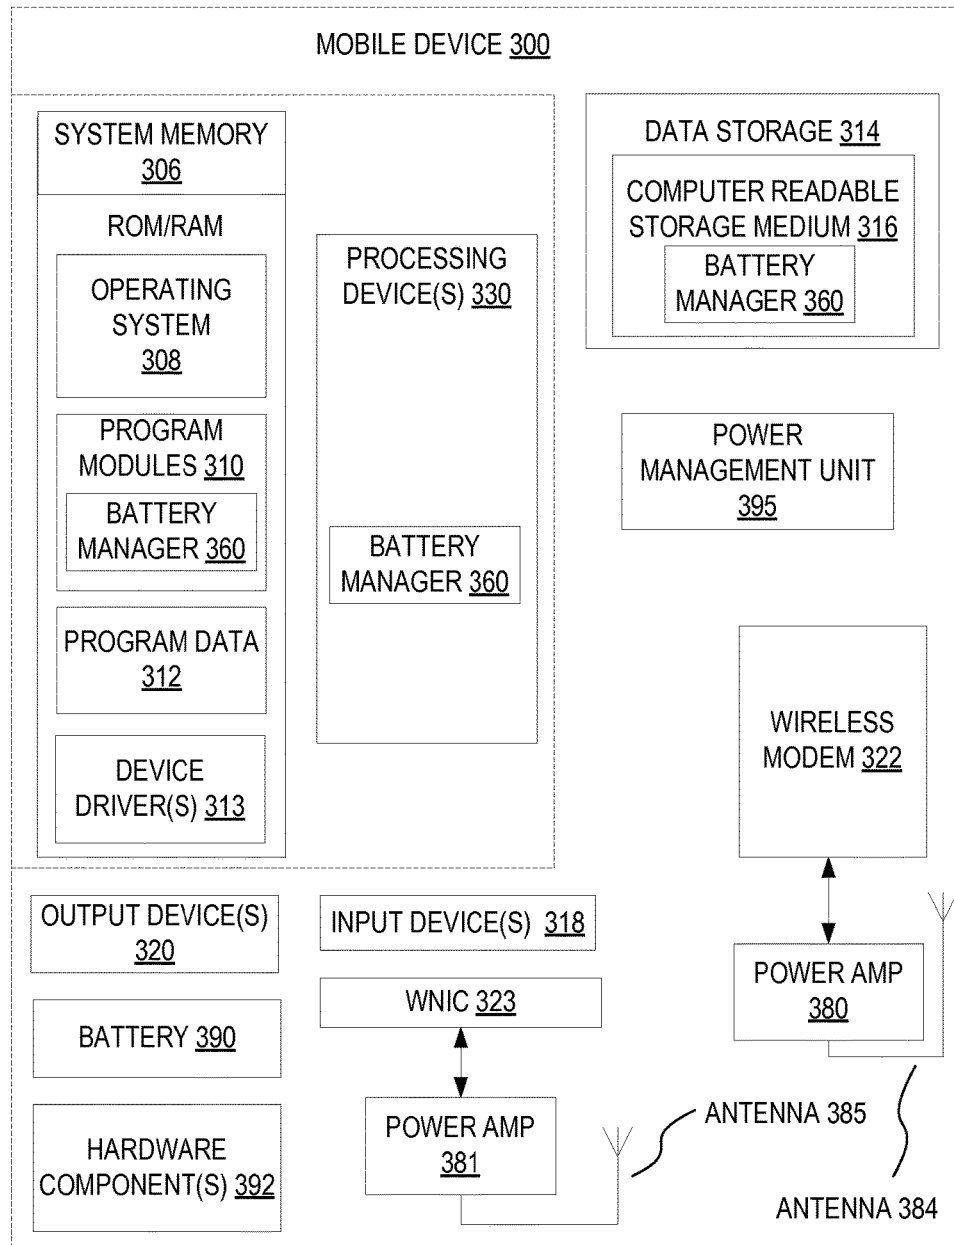 MOBILE DEVICE 300
SYSTEM MEMORY
306
ROM/RAM
OPERATING
SYSTEM
308
PROGRAM
MODULES 310
BATTERY
MANAGER 360
PROGRAM DATA
312
DEVICE
DRIVER(S) 313
PROCESSING
DEVICE(S) 330
BATTERY
MANAGER 360
DATA STORAGE 314
COMPUTER READABLE
STORAGE MEDIUM 316
BATTERY
MANAGER 360
POWER
MANAGEMENT UNIT
395
WIRELESS
MODEM 322
OUTPUT DEVICE(S)
320
INPUT DEVICE(S) 318
BATTERY 390
WNIC 323
POWER AMP
380
HARDWARE
COMPONENT(S) 392
POWER AMP
381
ANTENNA 385
ANTENNA 384